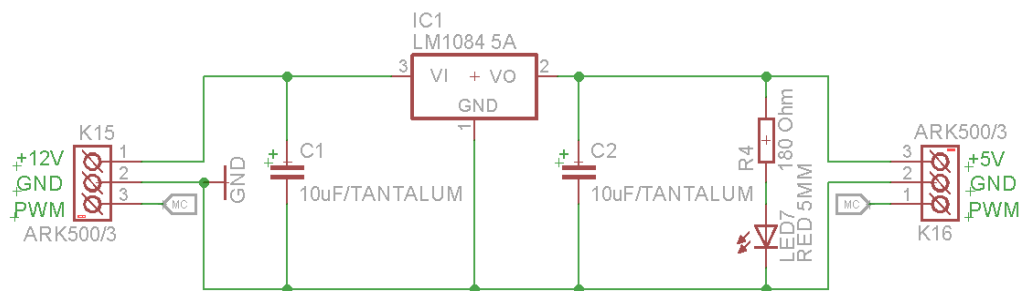 IC1
LM1084 5A
3
VI
+
VO
2
GND
1
K15
+12V
1
GND
2
PWM
3
MC
ARK500/3
GND
+
C1
10uF/TANTALUM
+
C2
10uF/TANTALUM
R4
180 Ohm
LED7
RED 5MM
ARK500/3
3
+5V
2
GND
MC
1
PWM
K16